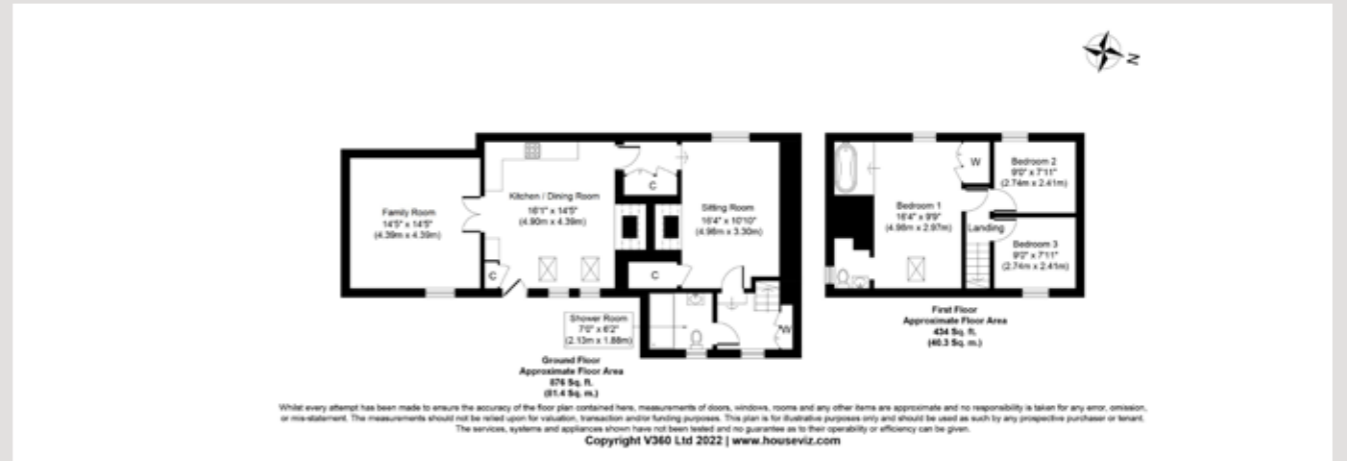 N
Family Room
14'5" x 14'5"
(4.39m x 4.39m)
Kitchen / Dining Room
16'1" x 14'5"
(4.90m x 4.39m)
C
C
C
Sitting Room
16'4" x 10'10"
(4.98m x 3.30m)
Shower Room
7'0" x 6'2"
(2.13m x 1.88m)
W
Ground Floor
Approximate Floor Area
876 Sq. ft.
(81.4 Sq. m.)
Bedroom 1
16'4" x 9'9"
(4.98m x 2.97m)
W
Bedroom 2
9'0" x 7'11"
(2.74m x 2.41m)
Landing
Bedroom 3
9'0" x 7'11"
(2.74m x 2.41m)
First Floor
Approximate Floor Area
434 Sq. ft.
(40.3 Sq. m.)
Whilst every attempt has been made to ensure the accuracy of the floor plan contained here, measurements of doors, windows, rooms and any other items are approximate and no responsibility is taken for any error, omission,
or mis-statement. The measurements should not be relied upon for valuation, transaction and/or funding purposes. This plan is for illustrative purposes only and should be used as such by any prospective purchaser or tenant.
The services, systems and appliances shown have not been tested and no guarantee as to their operability or efficiency can be given.
Copyright V360 Ltd 2022 | www.houseviz.com